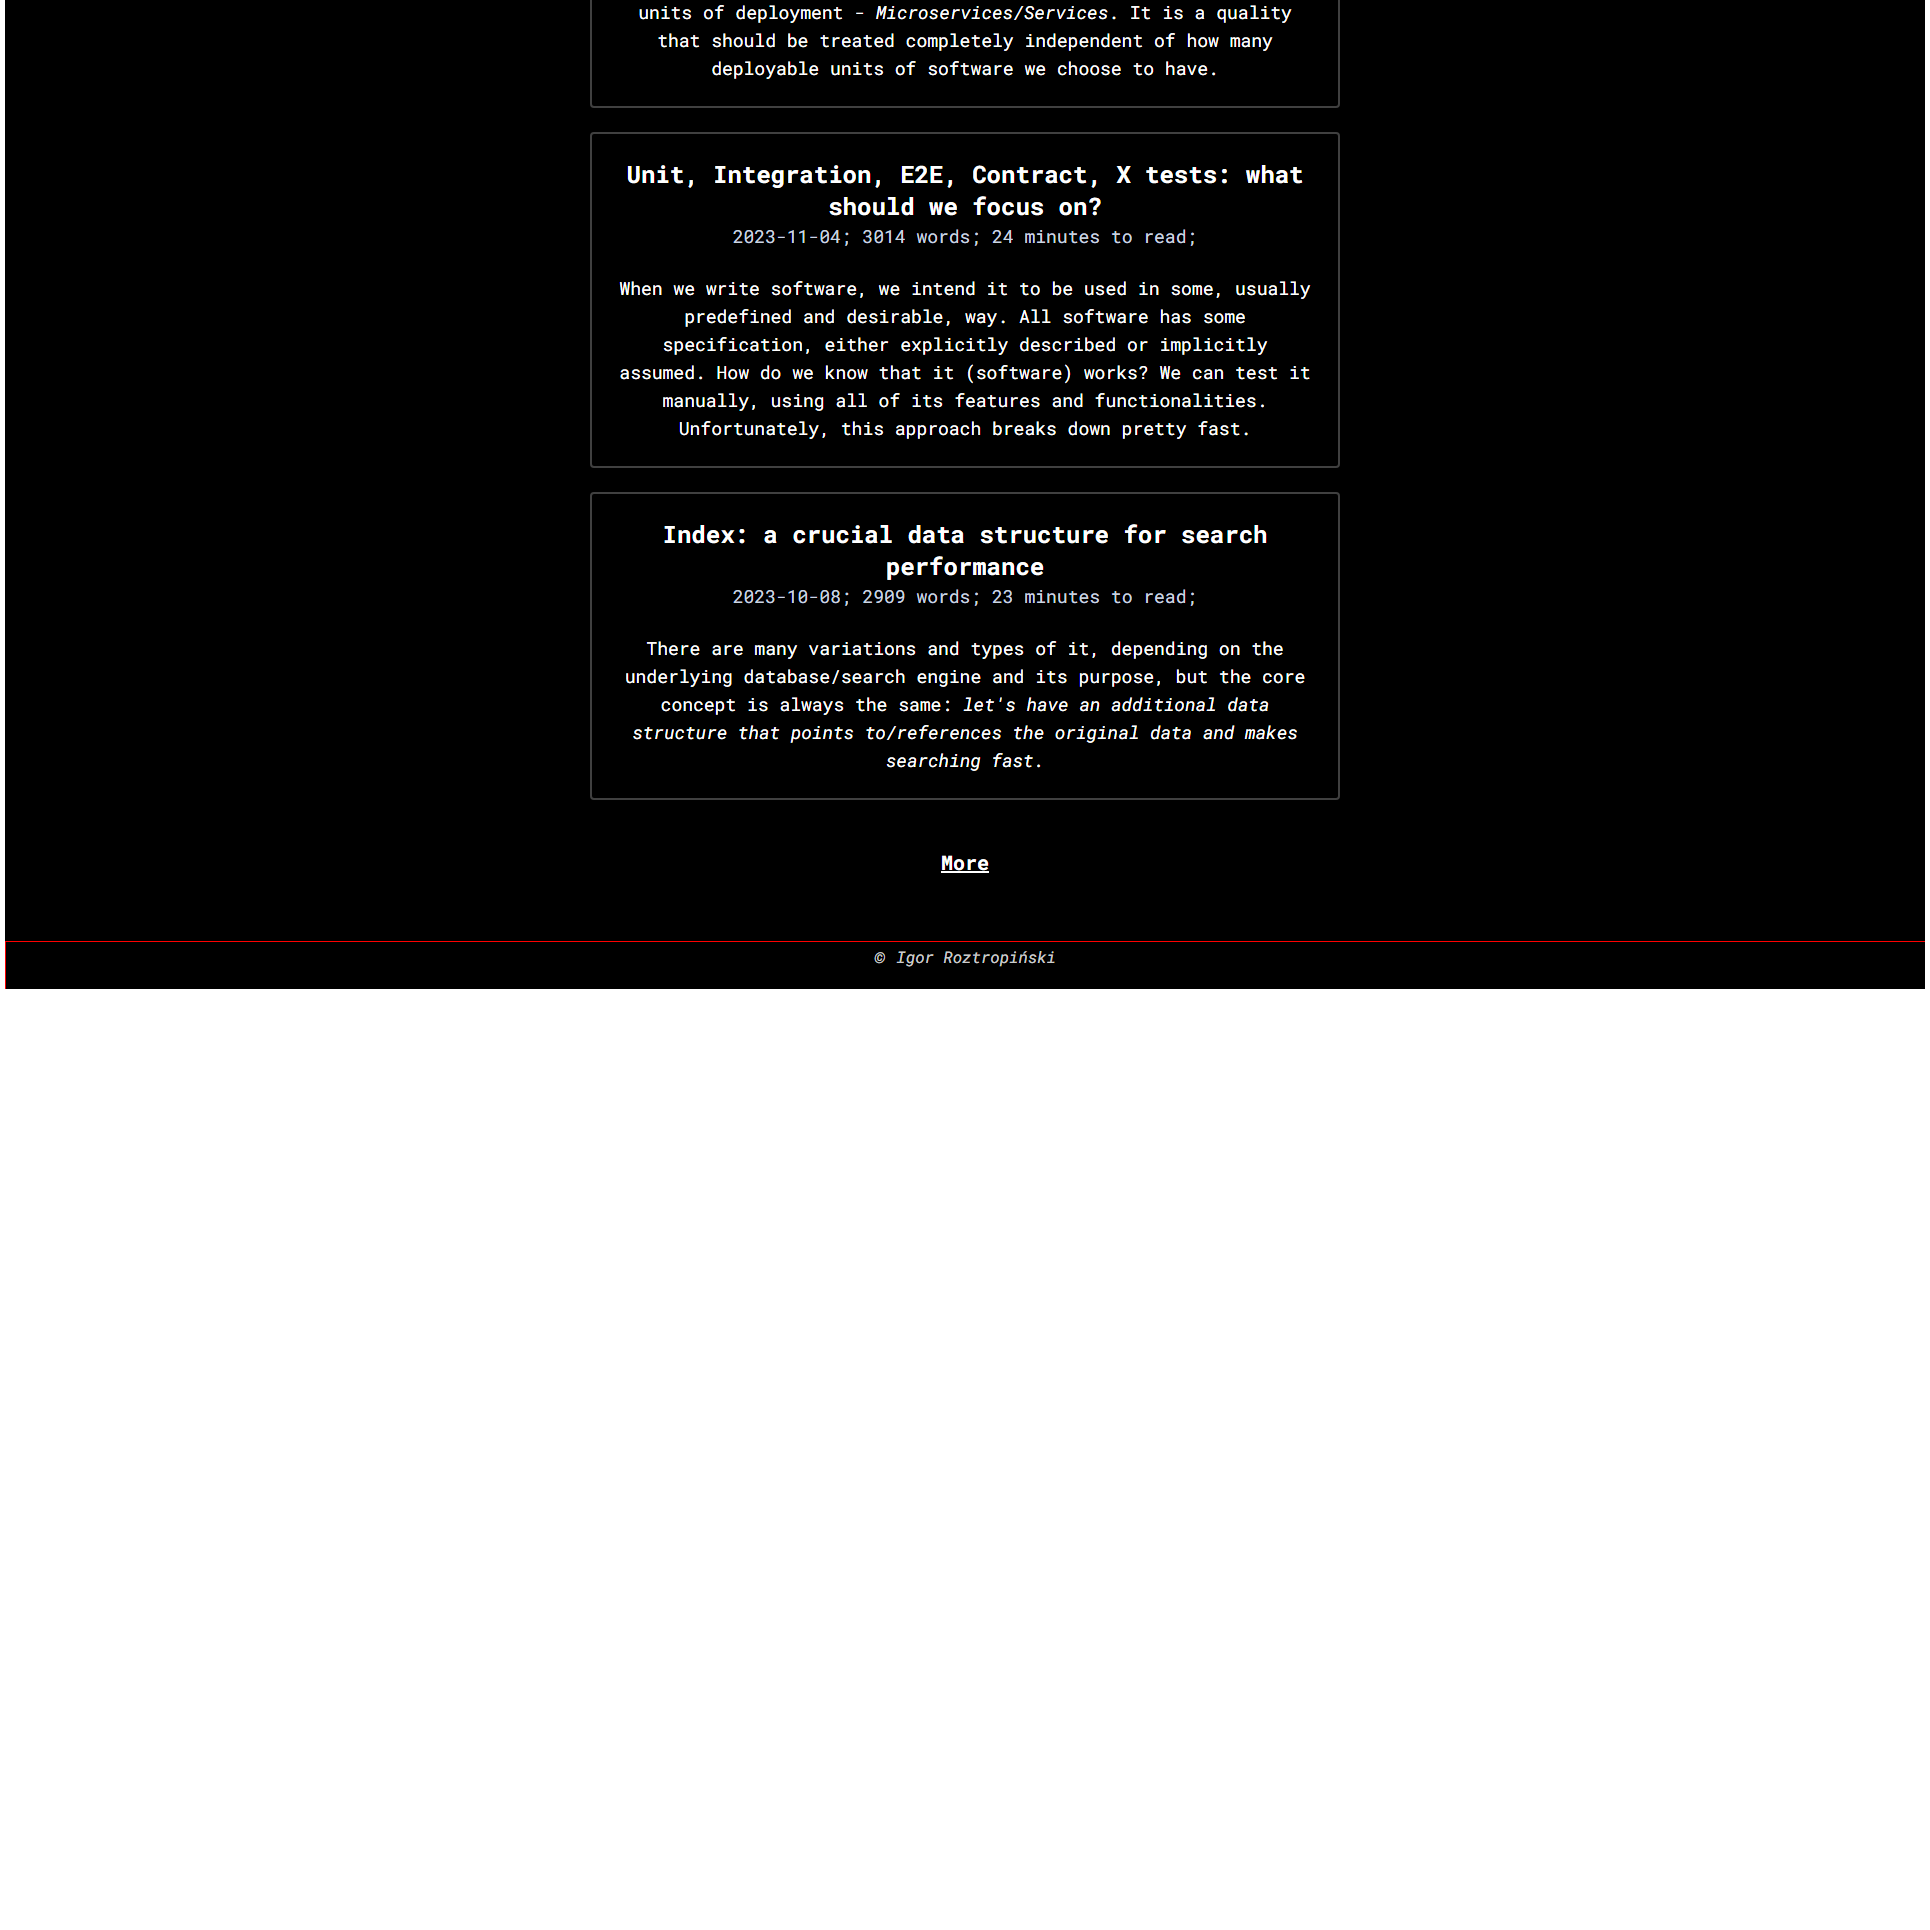 units of deployment - Microservices/Services. It is a quality
that should be treated completely independent of how many
deployable units of software we choose to have.
Unit, Integration, E2E, Contract, X tests: what
should we focus on?
2023-11-04; 3014 words; 24 minutes to read;
When we write software, we intend it to be used in some, usually
predefined and desirable, way. All software has some
specification, either explicitly described or implicitly
assumed. How do we know that it (software) works? We can test it
manually, using all of its features and functionalities.
Unfortunately, this approach breaks down pretty fast.
Index: a crucial data structure for search
performance
2023-10-08; 2909 words; 23 minutes to read;
There are many variations and types of it, depending on the
underlying database/search engine and its purpose, but the core
concept is always the same: let's have an additional data
structure that points to/references the original data and makes
searching fast.
More
© Igor Roztropiński